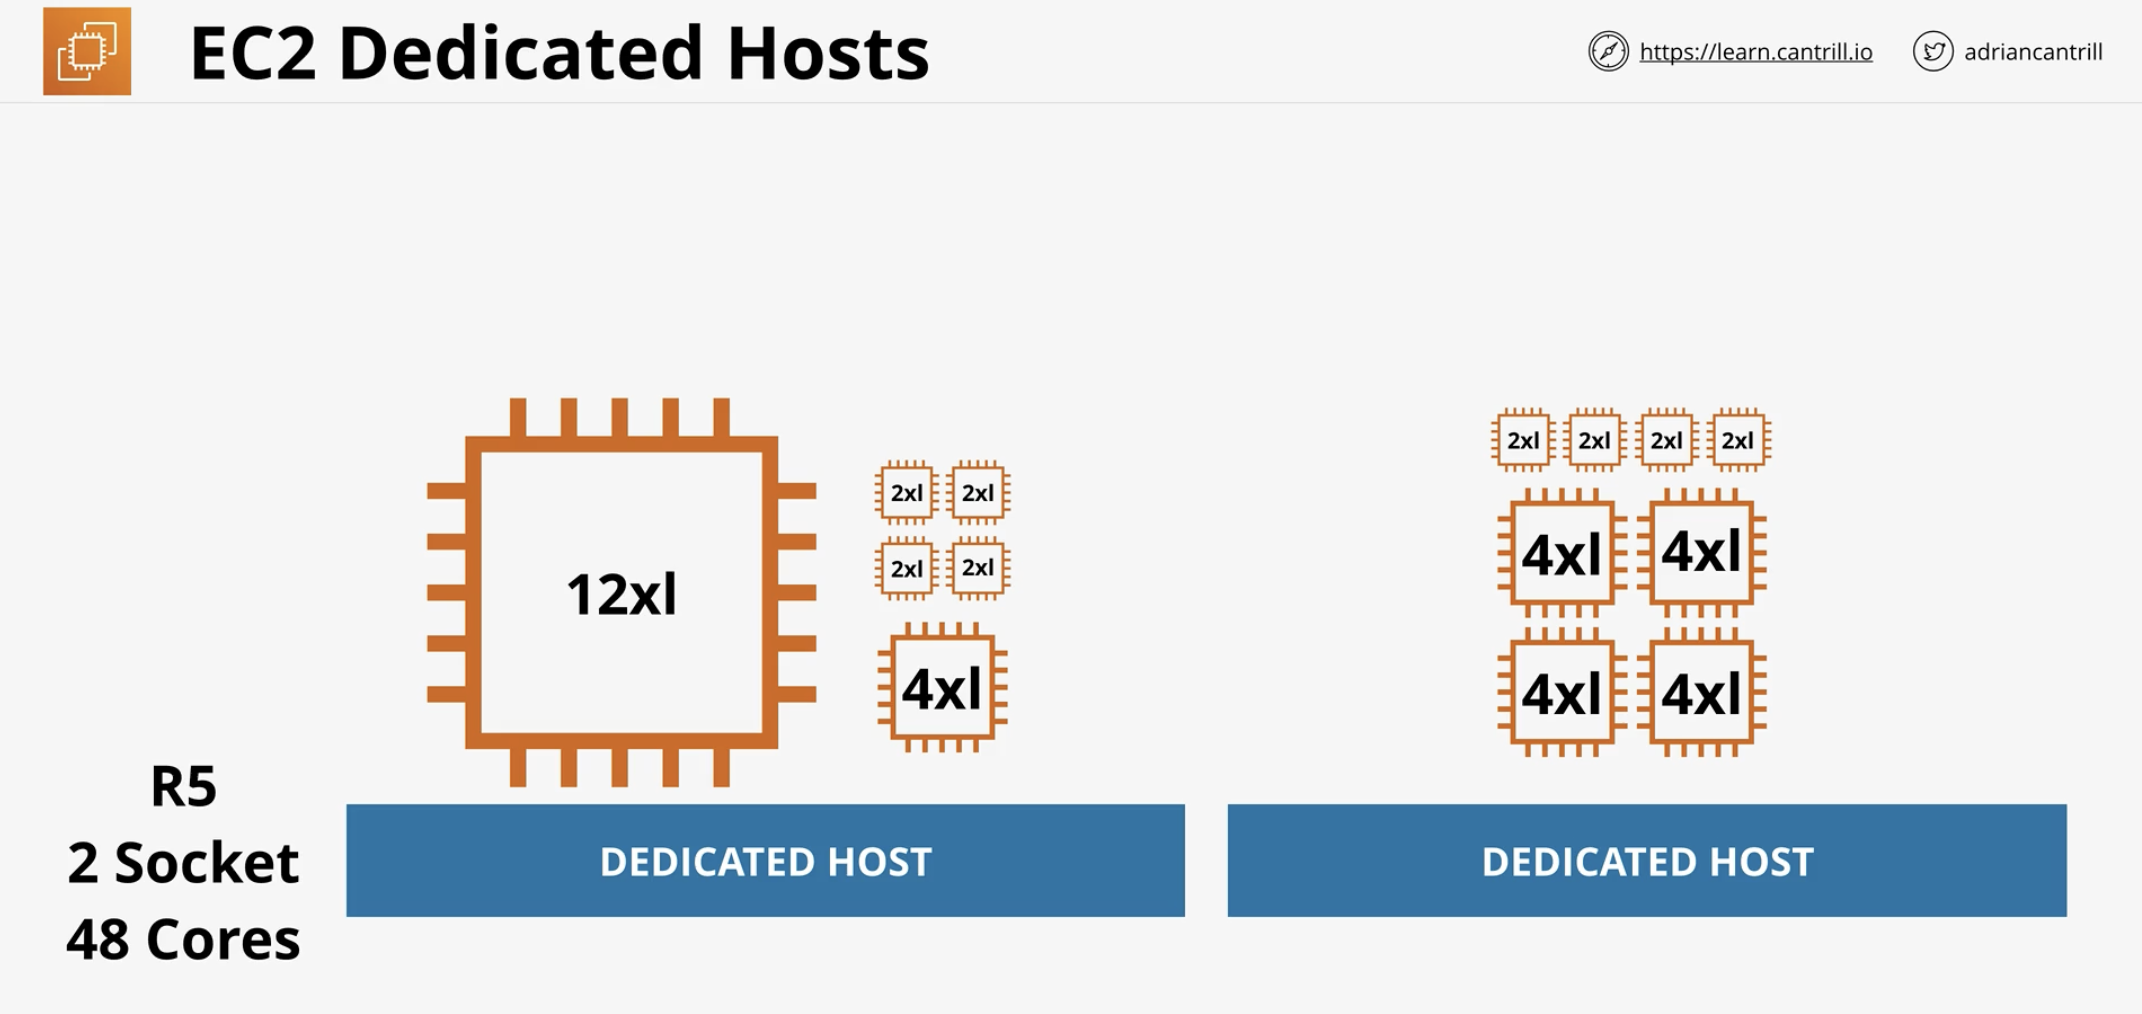 EC2 Dedicated Hosts
https://learn.cantrill.io
adriancantrill
12xl
2xl 2xl
2xl 2xl
4xl
2xl 2xl 2xl 2xl
4xl 4xl
4xl 4xl
R5
2 Socket
48 Cores
DEDICATED HOST
DEDICATED HOST